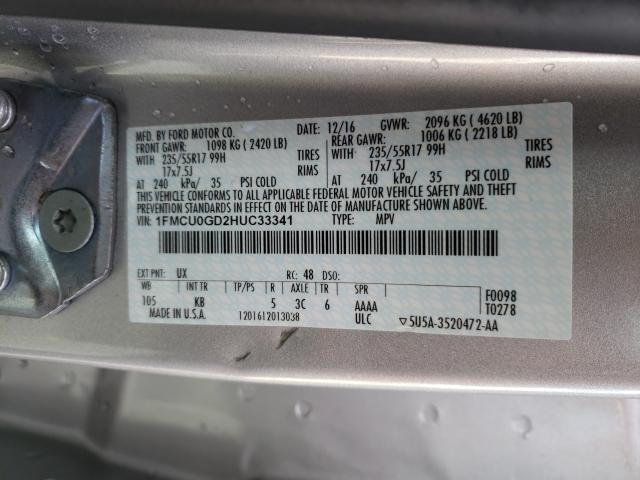 MFD. BY FORD MOTOR CO.
DATE: 12/16 GVWR: 2096 KG ( 4620 LB)
FRONT GAWR: 1098 KG ( 2420 LB) REAR GAWR: 1006 KG ( 2218 LB)
WITH 235/55R17 99H TIRES WITH 235/55R17 99H TIRES
17x7.5J RIMS 17x7.5J RIMS
AT 240 kPa/ 35 PSI COLD AT 240 kPa/ 35 PSI COLD
THIS VEHICLE CONFORMS TO ALL APPLICABLE FEDERAL MOTOR VEHICLE SAFETY AND THEFT
PREVENTION STANDARDS IN EFFECT ON THE DATE OF MANUFACTURE SHOWN ABOVE.
VIN: 1FMCU0GD2HUC33341 TYPE: MPV
EXT PNT: UX RC: 48 DSO:
WB INT TR TP/PS R AXLE TR SPR F0098
105 KB 5 3C 6 AAAA T0278
MADE IN U.S.A. 1201612013038 ULC ▽5U5A-3520472-AA